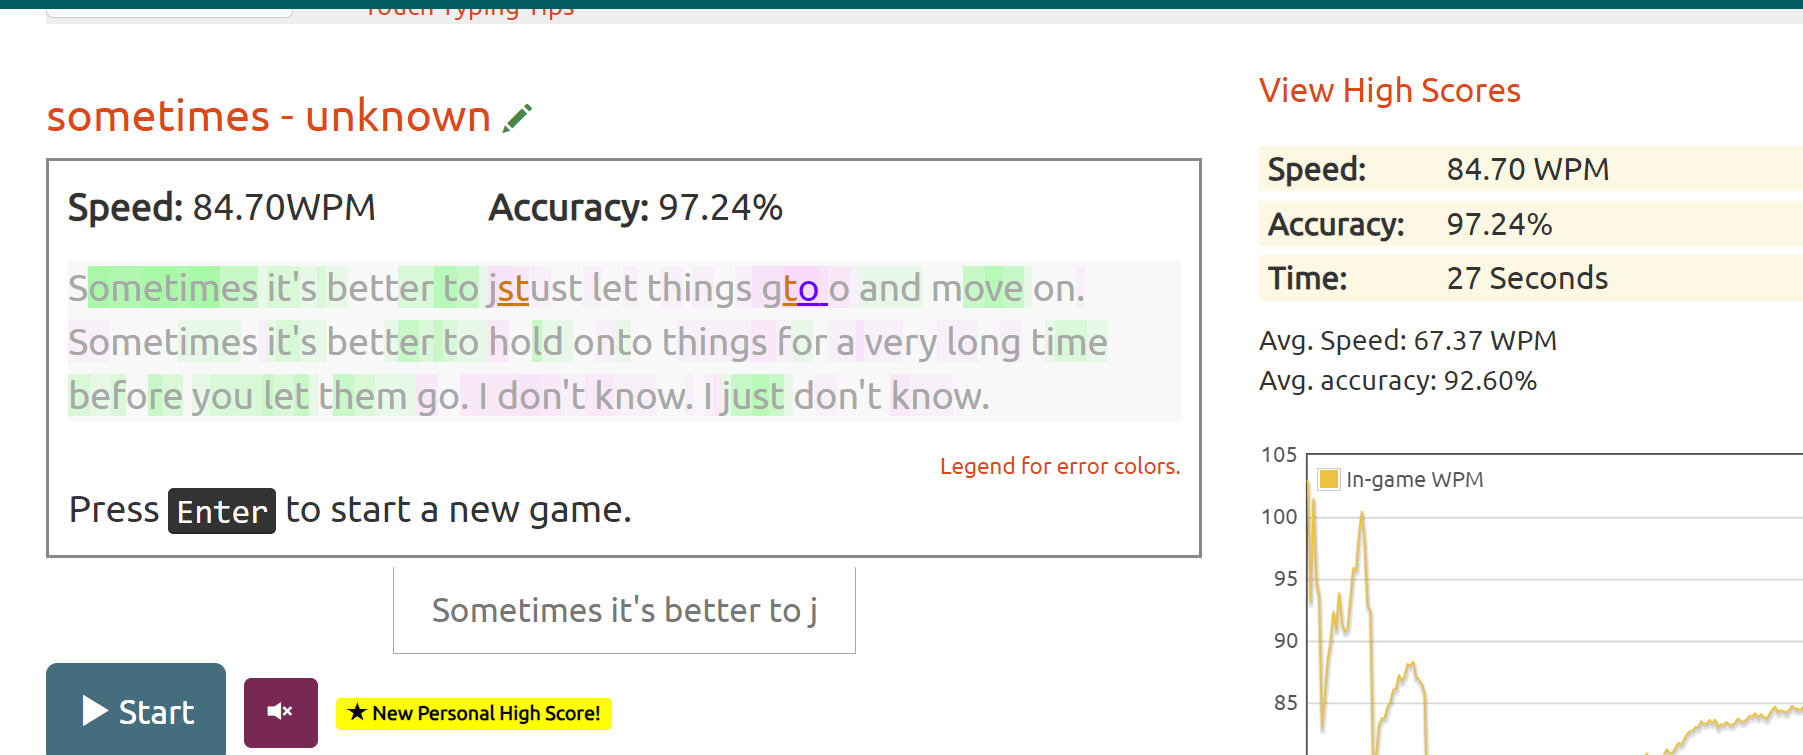 Touch Typing Tips
sometimes - unknown
Speed: 84.70WPM Accuracy: 97.24%
Sometimes it's better to jstust let things gto o and move on.
Sometimes it's better to hold onto things for a very long time
before you let them go. I don't know. I just don't know.
Legend for error colors.
Press Enter to start a new game.
Sometimes it's better to j
Start
★ New Personal High Score!
View High Scores
Speed: 84.70 WPM
Accuracy: 97.24%
Time: 27 Seconds
Avg. Speed: 67.37 WPM
Avg. accuracy: 92.60%
105
In-game WPM
100
95
90
85